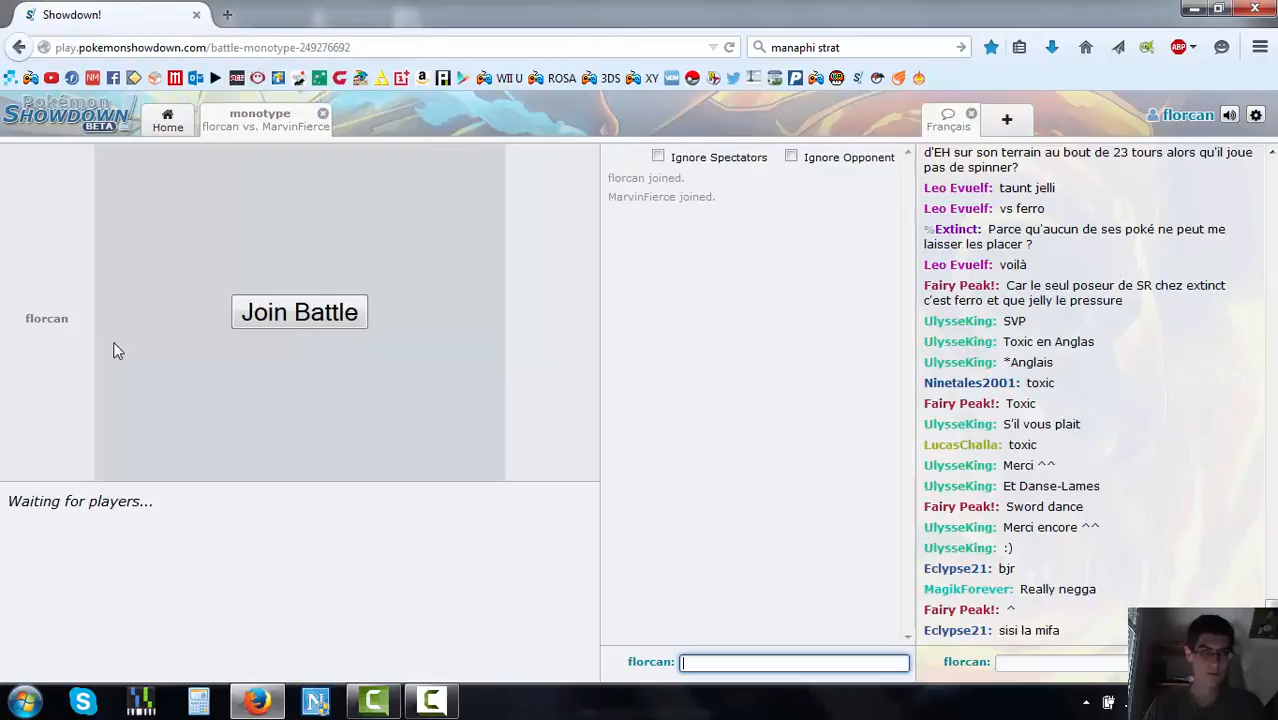 Showdown!
play.pokemonshowdown.com/battle-monotype-249276692
manaphi strat
ABP
WII U
ROSA
3DS
XY
Pokémon
SHOWDOWN
BETA
Home
monotype
florcan vs. MarvinFierce
Français
florcan
Ignore Spectators
Ignore Opponent
florcan joined.
MarvinFierce joined.
florcan
Join Battle
Waiting for players...
florcan:
d'EH sur son terrain au bout de 23 tours alors qu'il joue
pas de spinner?
Leo Evuelf: taunt jelli
Leo Evuelf: vs ferro
%Extinct: Parce qu'aucun de ses poké ne peut me
laisser les placer ?
Leo Evuelf: voilà
Fairy Peak!: Car le seul poseur de SR chez extinct
c'est ferro et que jelly le pressure
UlysseKing: SVP
UlysseKing: Toxic en Anglas
UlysseKing: *Anglais
Ninetales2001: toxic
Fairy Peak!: Toxic
UlysseKing: S'il vous plait
LucasChalla: toxic
UlysseKing: Merci ^^
UlysseKing: Et Danse-Lames
Fairy Peak!: Sword dance
UlysseKing: Merci encore ^^
UlysseKing: :)
Eclypse21: bjr
MagikForever: Really negga
Fairy Peak!: ^
Eclypse21: sisi la mifa
florcan: